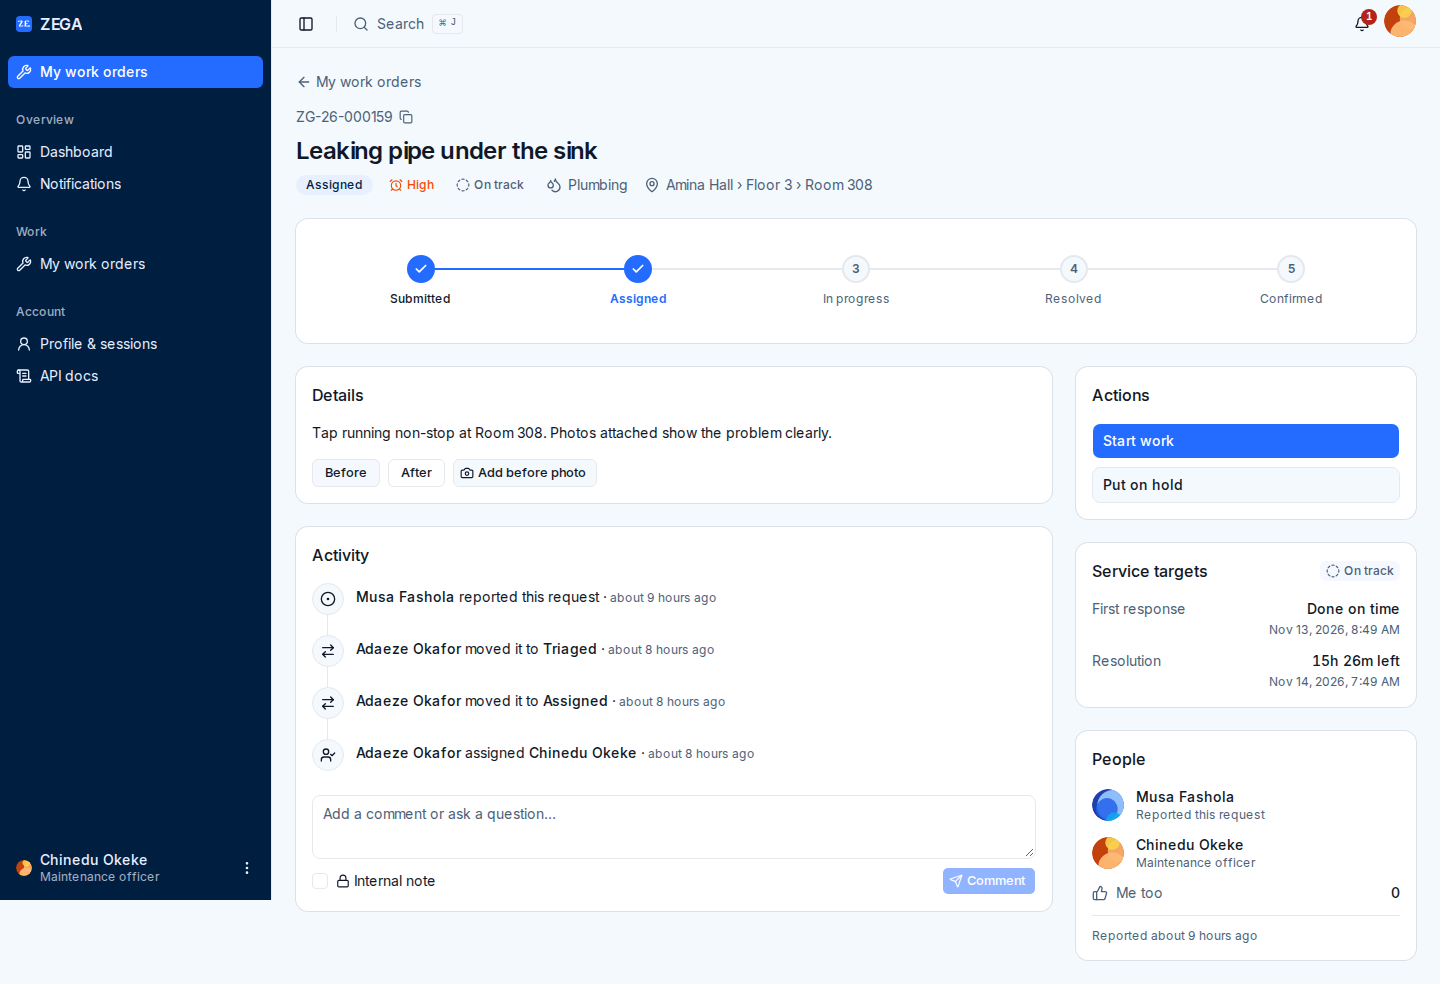 ZEGA
Search ⌘ J
1
My work orders
Overview
Dashboard
Notifications
Work
My work orders
Account
Profile & sessions
API docs
Chinedu Okeke
Maintenance officer
My work orders
ZG-26-000159
Leaking pipe under the sink
Assigned High On track Plumbing Amina Hall › Floor 3 › Room 308
3 4 5
Submitted Assigned In progress Resolved Confirmed
Details
Tap running non-stop at Room 308. Photos attached show the problem clearly.
Before After Add before photo
Activity
Musa Fashola reported this request · about 9 hours ago
Adaeze Okafor moved it to Triaged · about 8 hours ago
Adaeze Okafor moved it to Assigned · about 8 hours ago
Adaeze Okafor assigned Chinedu Okeke · about 8 hours ago
Add a comment or ask a question...
Internal note
Comment
Actions
Start work
Put on hold
Service targets On track
First response Done on time
Nov 13, 2026, 8:49 AM
Resolution 15h 26m left
Nov 14, 2026, 7:49 AM
People
Musa Fashola
Reported this request
Chinedu Okeke
Maintenance officer
Me too 0
Reported about 9 hours ago